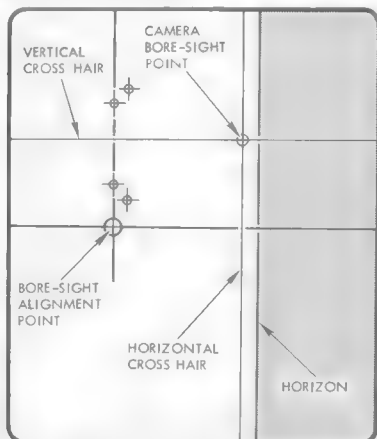 CAMERA
BORE-SIGHT
POINT
VERTICAL
CROSS HAIR
BORE-SIGHT
ALIGNMENT
POINT
HORIZONTAL
CROSS HAIR
HORIZON